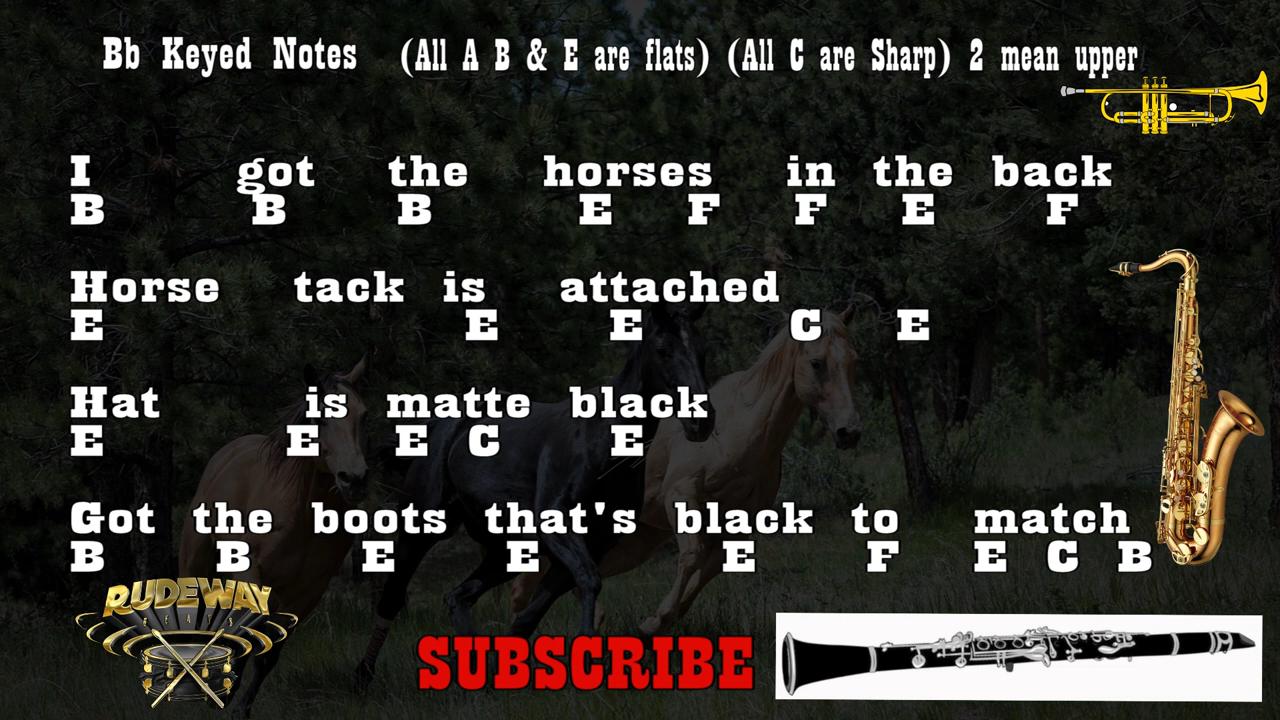 Bb Keyed Notes (All A B & E are flats) (All C are Sharp) 2 mean upper
I got the horses in the back
B B B E F F E F
Horse tack is attached
E E E C E
Hat is matte black
E E E C E
Got the boots that's black to match
B B E E E F E C B
RUDEWAY
BEATS
SUBSCRIBE